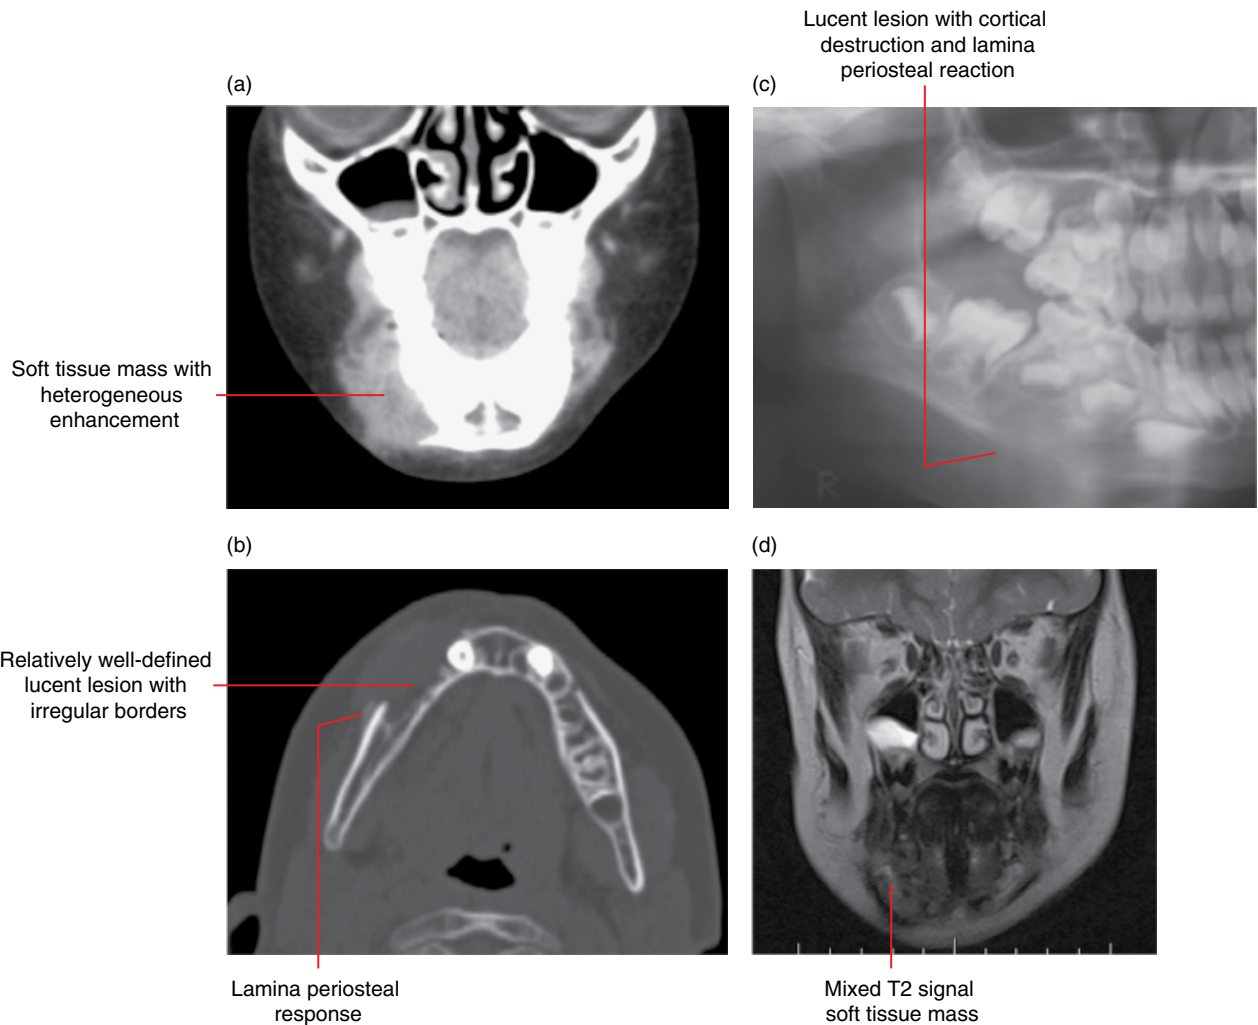 Lucent lesion with cortical
destruction and lamina
periosteal reaction
(a)
(c)
Soft tissue mass with
heterogeneous
enhancement
R
(b)
(d)
Relatively well-defined
lucent lesion with
irregular borders
Lamina periosteal
response
Mixed T2 signal
soft tissue mass